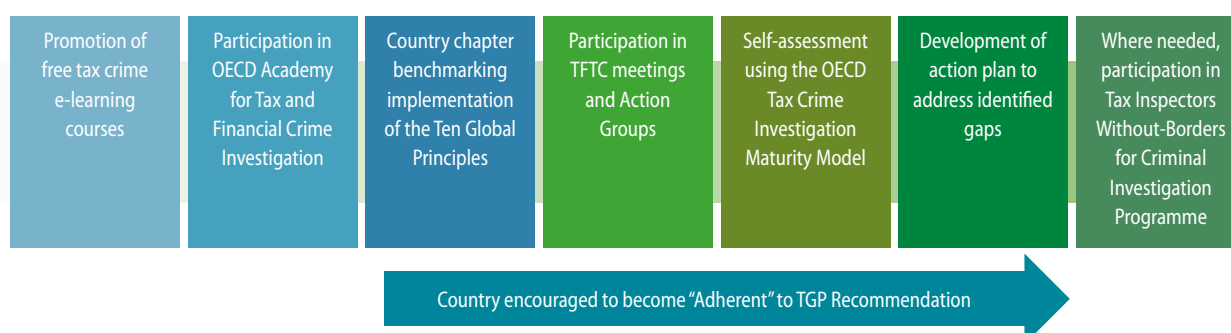 Promotion of
free tax crime
e-learning
courses
Participation in
OECD Academy
for Tax and
Financial Crime
Investigation
Country chapter
benchmarking
implementation
of the Ten Global
Principles
Participation in
TFTC meetings
and Action
Groups
Self-assessment
using the OECD
Tax Crime
Investigation
Maturity Model
Development of
action plan to
address identified
gaps
Where needed,
participation in
Tax Inspectors
Without-Borders
for Criminal
Investigation
Programme
Country encouraged to become “Adherent” to TGP Recommendation